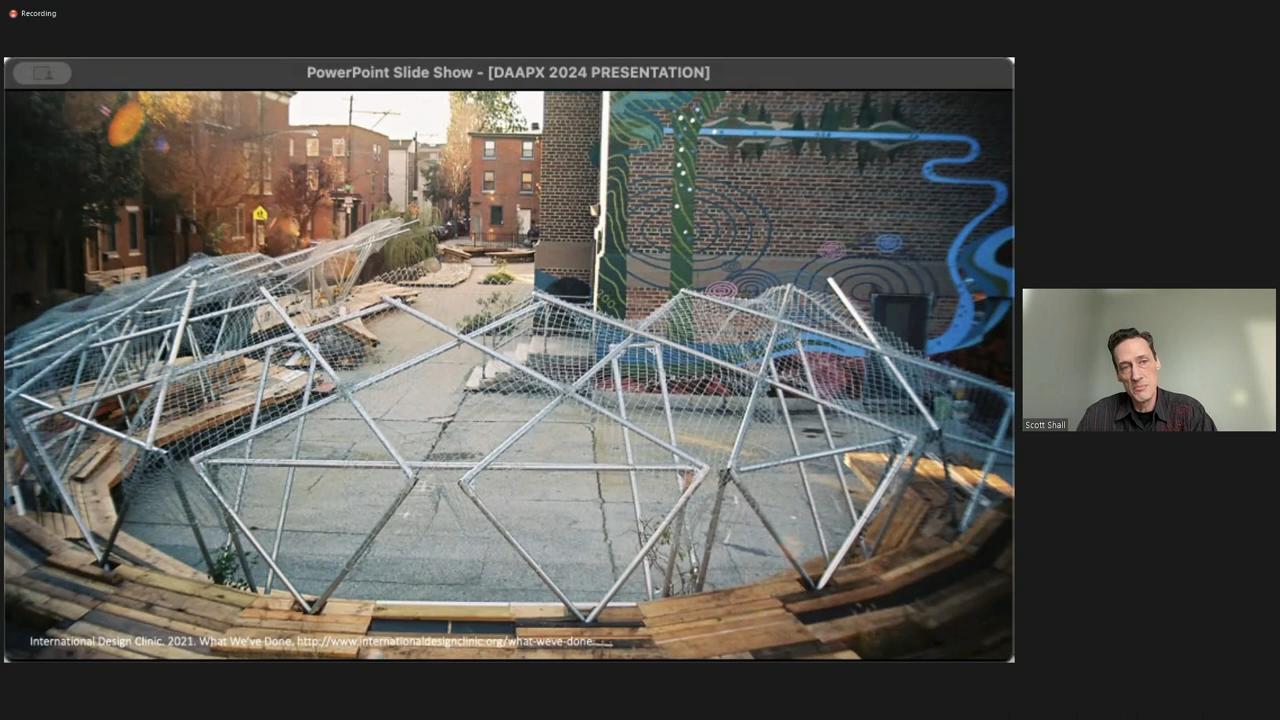 Recording
PowerPoint Slide Show - [DAAPX 2024 PRESENTATION]
International Design Clinic. 2021. What We've Done. http://www.internationaldesignclinic.org/what-weve-done
Scott Shall